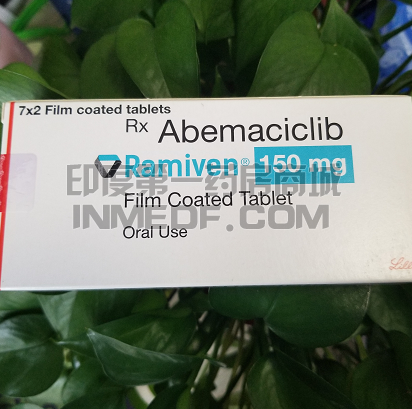 7x2 Film coated tablets
Rx Abemaciclib
Ramiven® 150 mg
印度第一药房商城
Film Coated Tablet
INMEDF.COM
Oral Use
Lilly